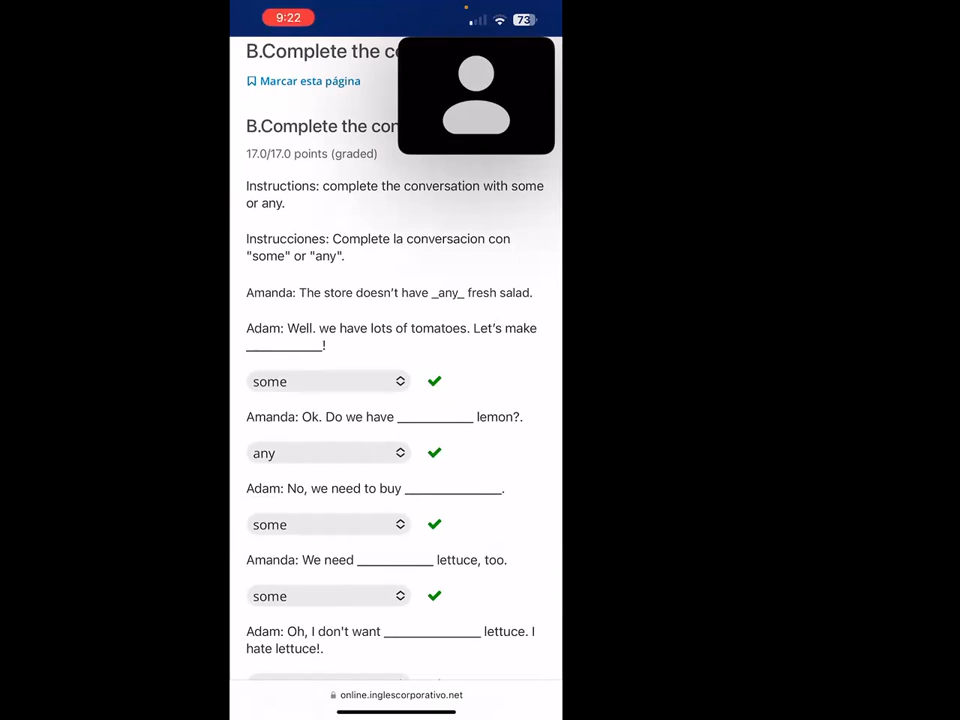 9:22
73
B.Complete the c
Marcar esta página
B.Complete the con
17.0/17.0 points (graded)
Instructions: complete the conversation with some
or any.
Instrucciones: Complete la conversacion con
"some" or "any".
Amanda: The store doesn’t have _any_ fresh salad.
Adam: Well. we have lots of tomatoes. Let’s make
___________!
some
Amanda: Ok. Do we have ___________ lemon?.
any
Adam: No, we need to buy ______________.
some
Amanda: We need ___________ lettuce, too.
some
Adam: Oh, I don't want ______________ lettuce. I
hate lettuce!.
online.inglescorporativo.net